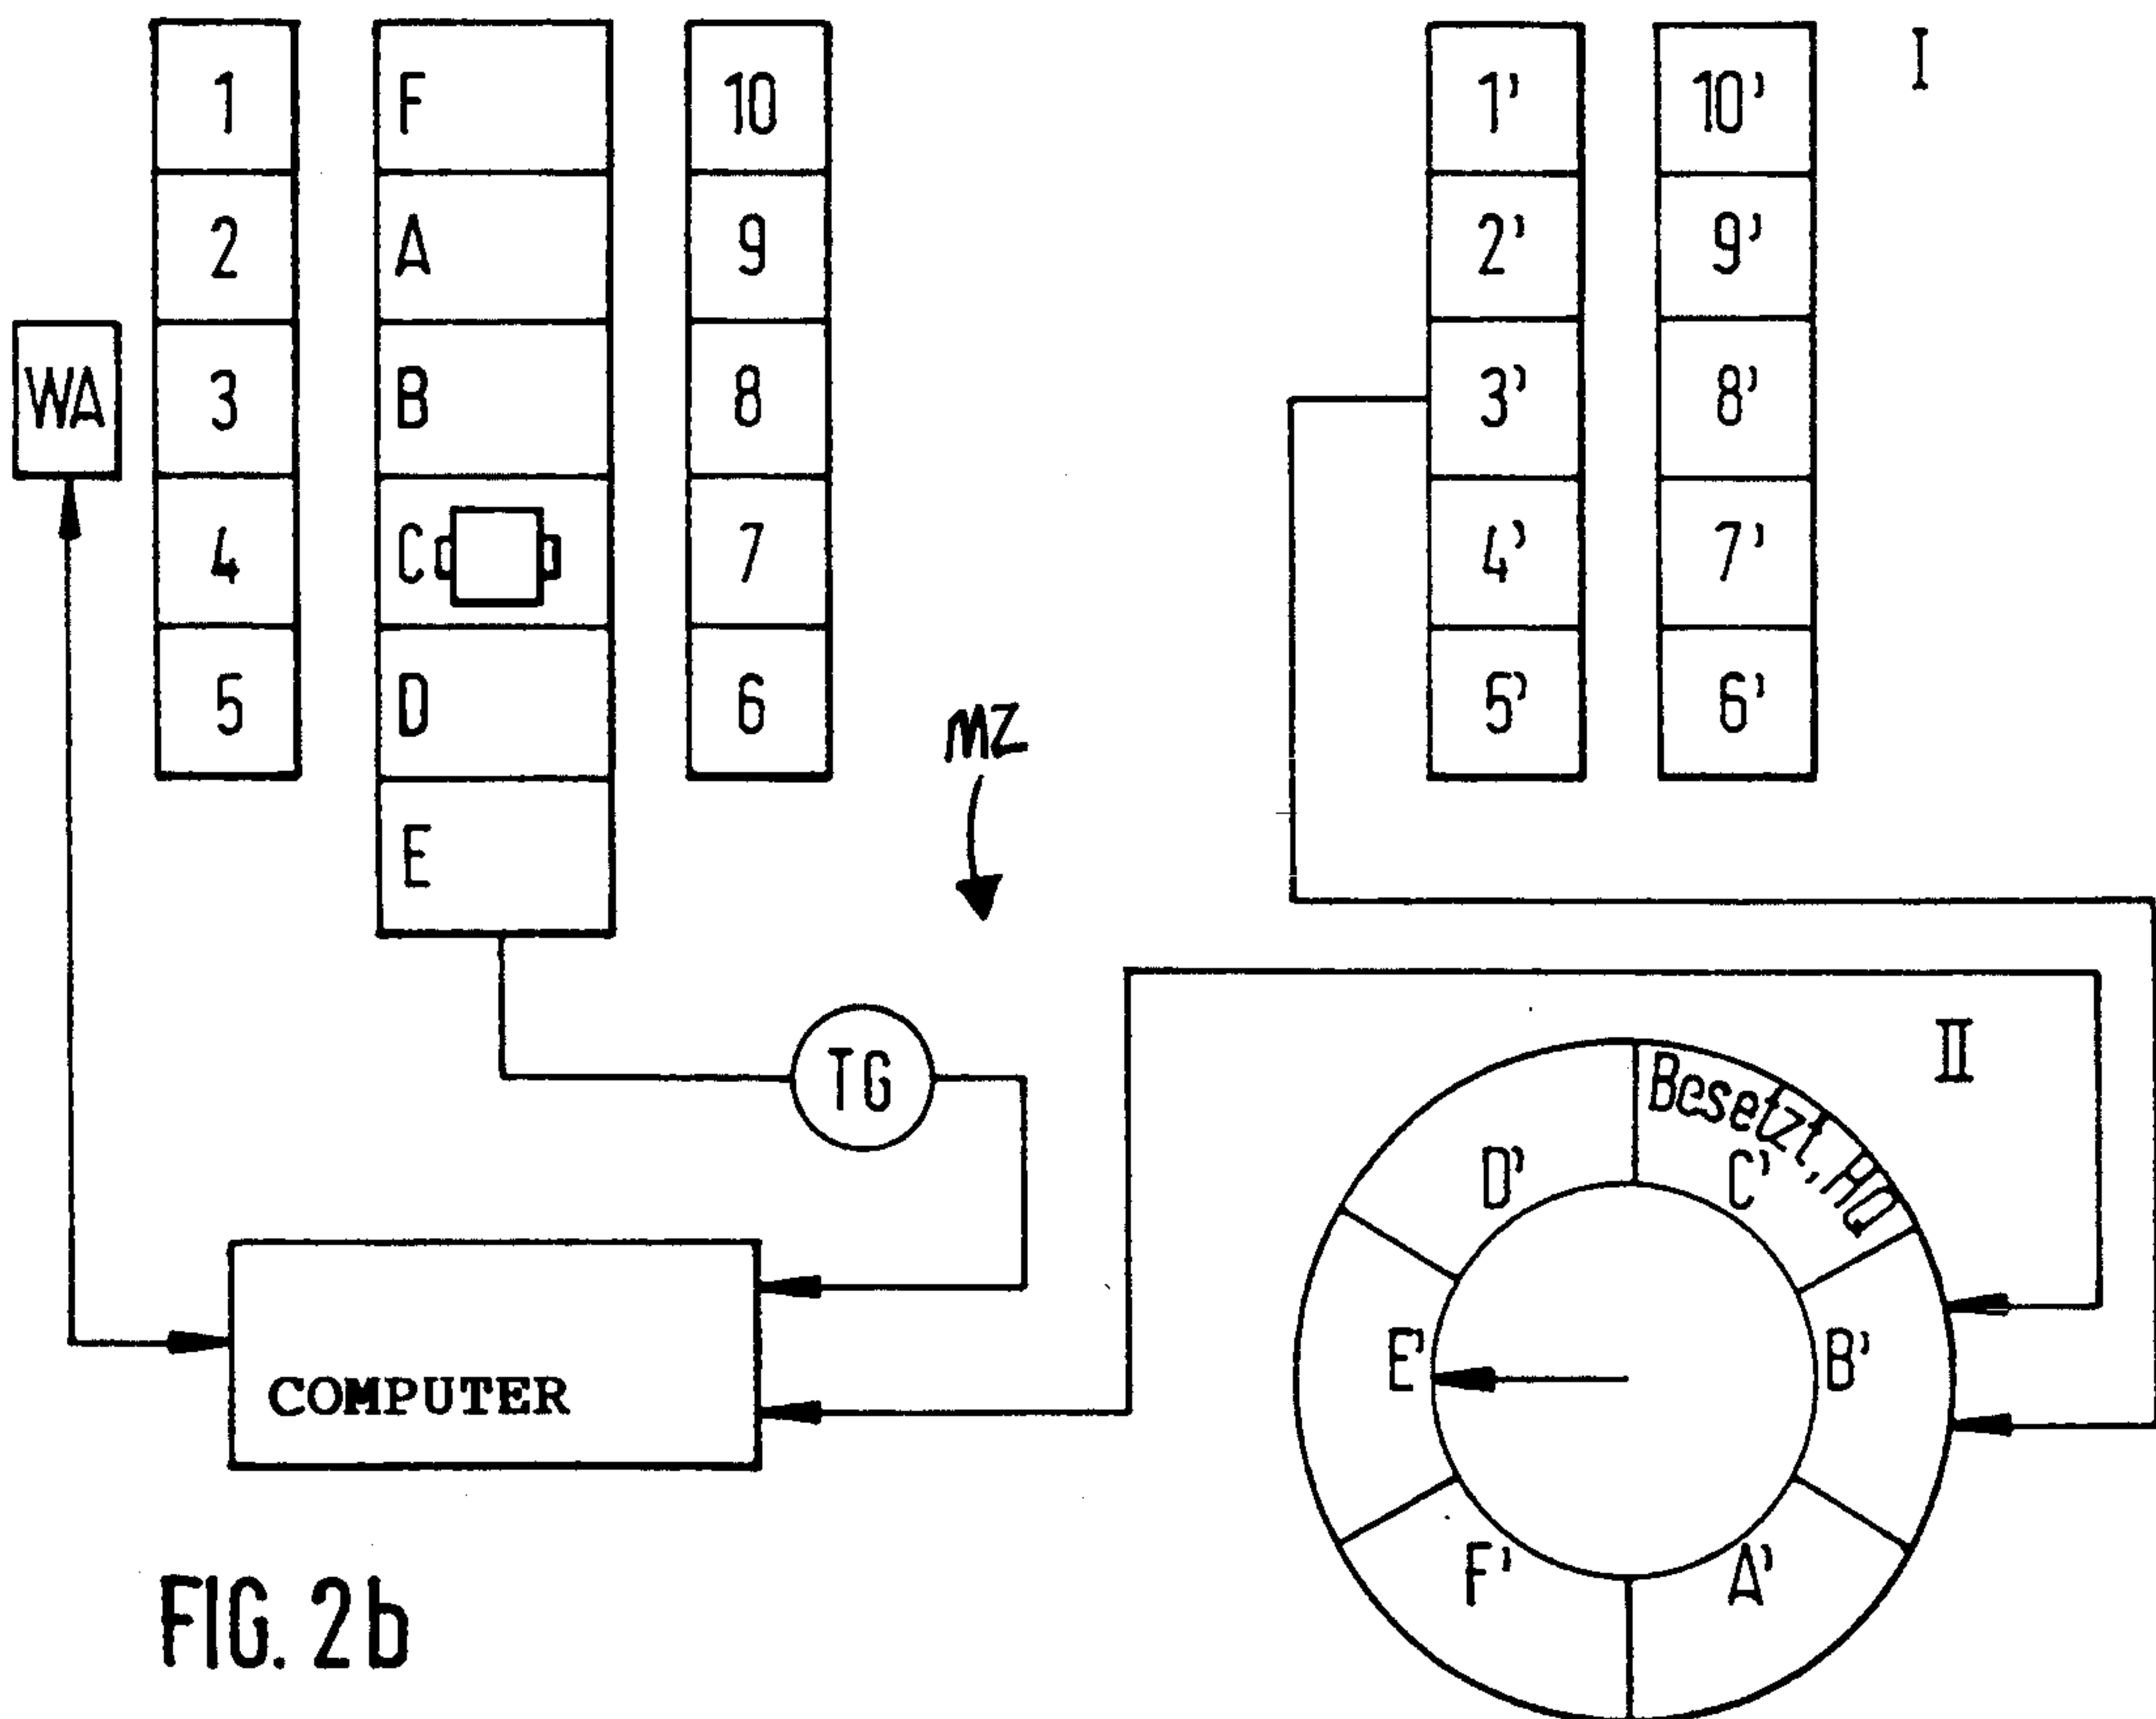 1 F 10 1' 10' I
2 A 9 2' 9'
WA 3 B 8 3' 8'
4 C 7 4' 7'
5 D 6 5' 6'
MZ
E
TG II
Besetzt, HQ
D' C'
E' B'
COMPUTER
F' A'
FIG. 2b